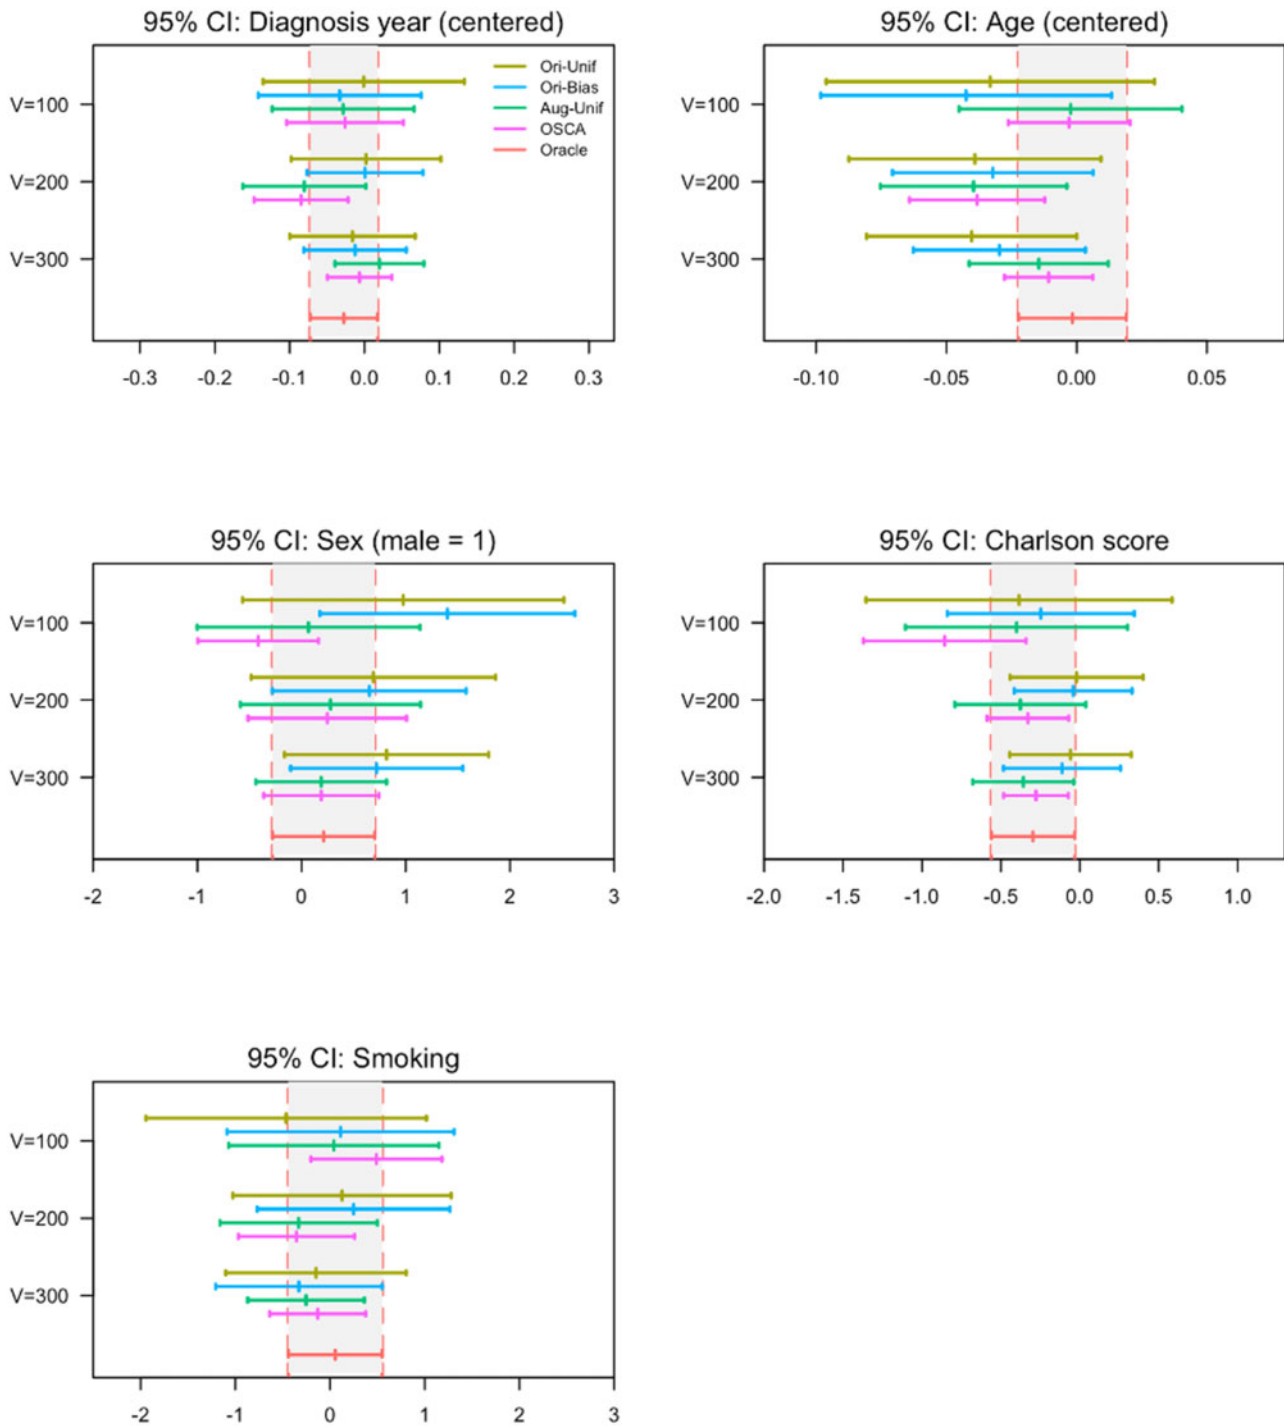 95% CI: Diagnosis year (centered)
Ori-Unif
Ori-Bias
Aug-Unif
OSCA
Oracle
V=100
V=200
V=300
-0.3 -0.2 -0.1 0.0 0.1 0.2 0.3
95% CI: Age (centered)
V=100
V=200
V=300
-0.10 -0.05 0.00 0.05
95% CI: Sex (male = 1)
V=100
V=200
V=300
-2 -1 0 1 2 3
95% CI: Charlson score
V=100
V=200
V=300
-2.0 -1.5 -1.0 -0.5 0.0 0.5 1.0
95% CI: Smoking
V=100
V=200
V=300
-2 -1 0 1 2 3